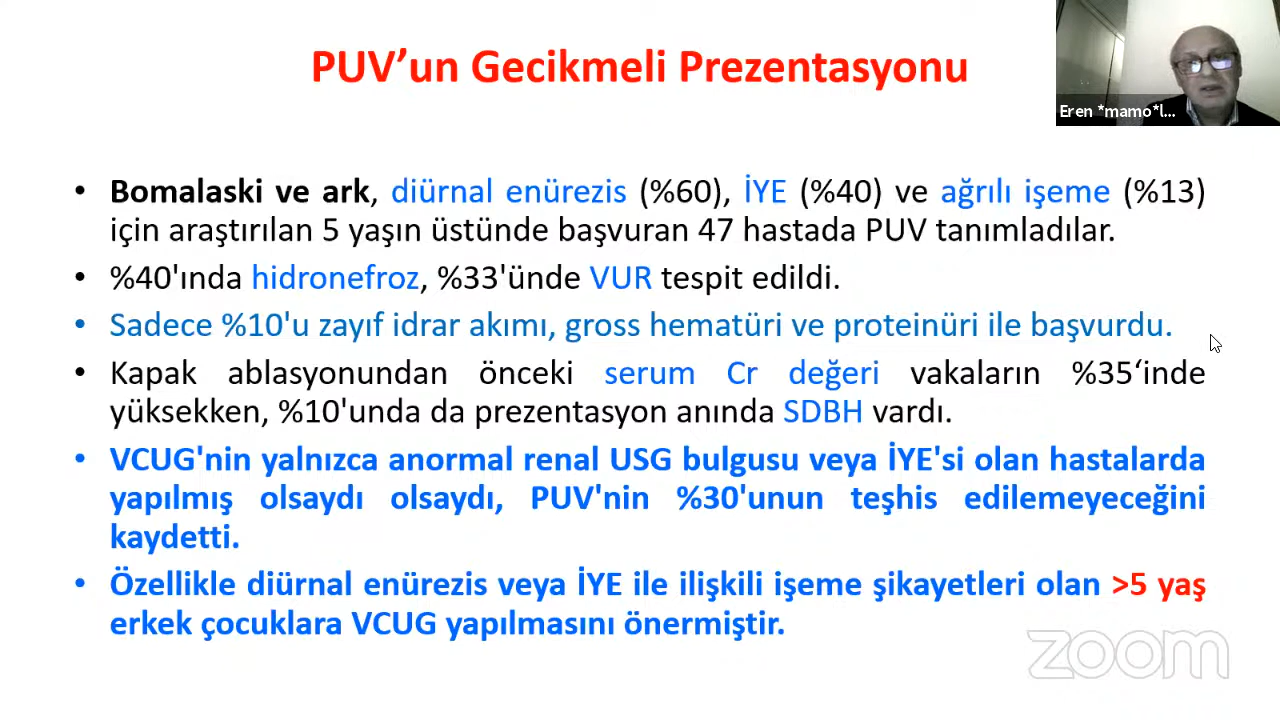 PUV’un Gecikmeli Prezentasyonu
Eren *mamo*l...
• Bomalaski ve ark, diürnal enürezis (%60), İYE (%40) ve ağrılı işeme (%13)
için araştırılan 5 yaşın üstünde başvuran 47 hastada PUV tanımladılar.
• %40'ında hidronefroz, %33'ünde VUR tespit edildi.
• Sadece %10'u zayıf idrar akımı, gross hematüri ve proteinüri ile başvurdu.
• Kapak ablasyonundan önceki serum Cr değeri vakaların %35‘inde
yüksekken, %10'unda da prezentasyon anında SDBH vardı.
• VCUG'nin yalnızca anormal renal USG bulgusu veya İYE'si olan hastalarda
yapılmış olsaydı olsaydı, PUV'nin %30'unun teşhis edilemeyeceğini
kaydetti.
• Özellikle diürnal enürezis veya İYE ile ilişkili işeme şikayetleri olan >5 yaş
erkek çocuklara VCUG yapılmasını önermiştir.
zoom